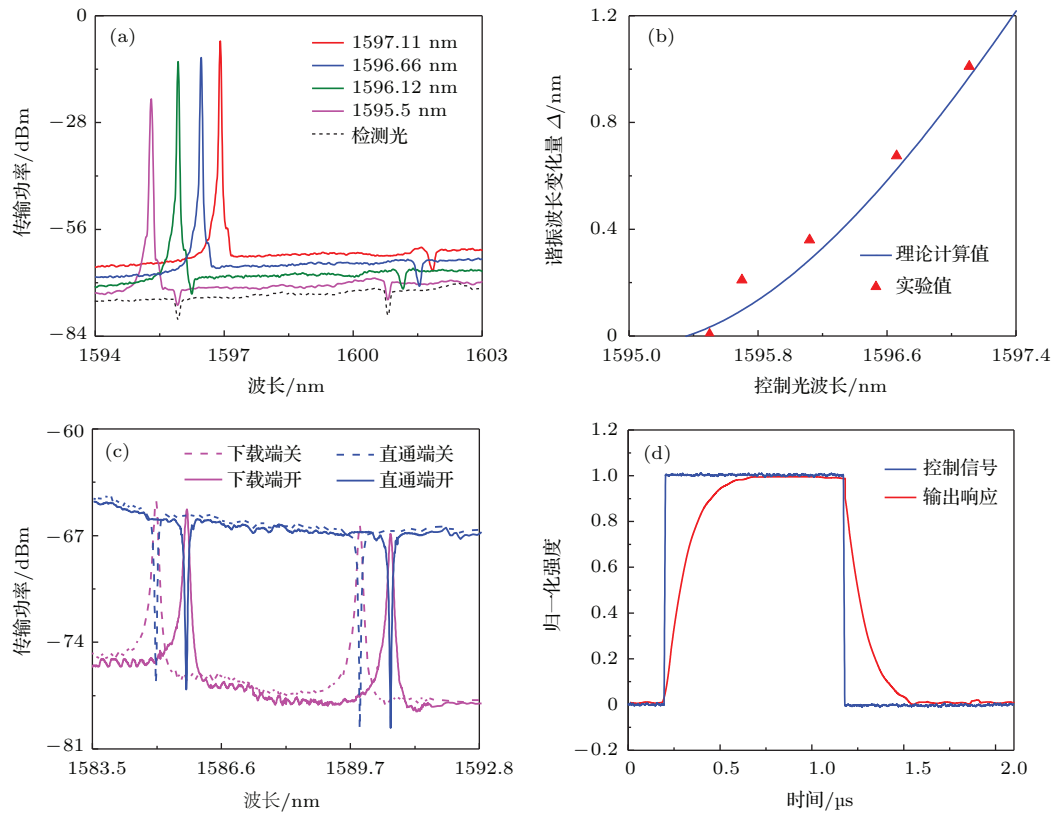 (a)
1597.11 nm
1596.66 nm
1596.12 nm
1595.5 nm
检测光
0
−28
−56
−84
传输功率/dBm
1594
1597
1600
1603
波长/nm
(b)
1.2
0.8
0.4
0
谐振波长变化量 Δ/nm
理论计算值
实验值
1595.0
1595.8
1596.6
1597.4
控制光波长/nm
(c)
下载端关
直通端关
下载端开
直通端开
−60
−67
−74
−81
传输功率/dBm
1583.5
1586.6
1589.7
1592.8
波长/nm
(d)
控制信号
输出响应
1.2
1.0
0.8
0.6
0.4
0.2
0
−0.2
归一化强度
0
0.5
1.0
1.5
2.0
时间/µs